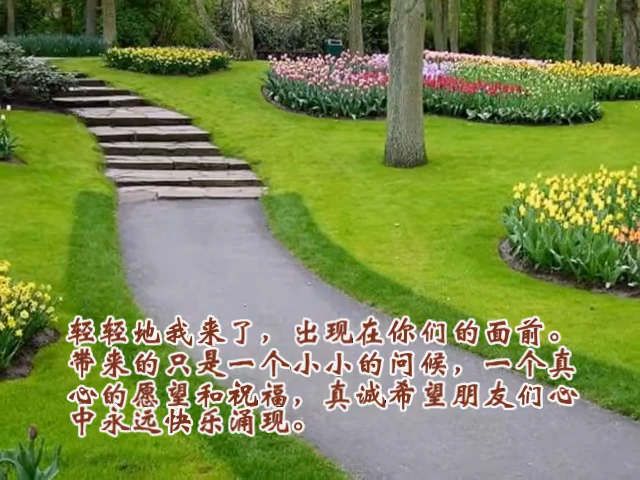 轻轻地我来了，出现在你们的面前。
带来的只是一个小小的问候，一个真
心的愿望和祝福，真诚希望朋友们心
中永远快乐涌现。